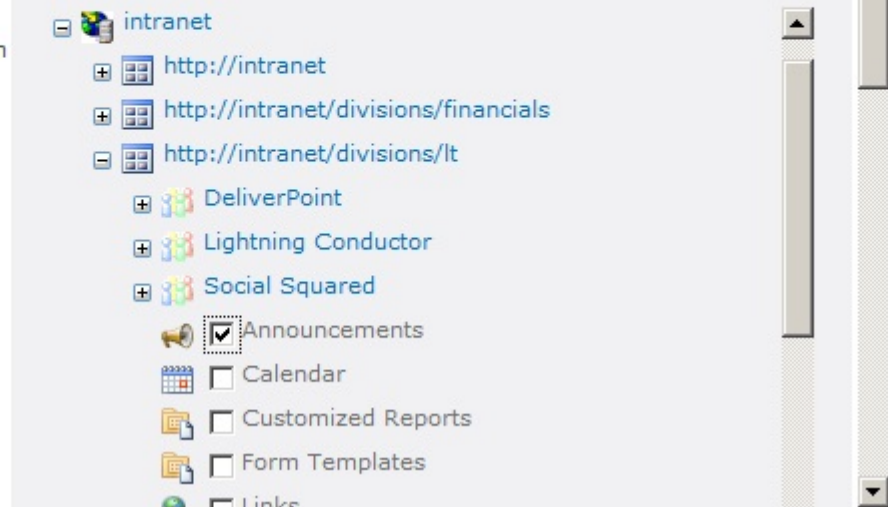 intranet
http://intranet
http://intranet/divisions/financials
http://intranet/divisions/lt
DeliverPoint
Lightning Conductor
Social Squared
Announcements
Calendar
Customized Reports
Form Templates
Links